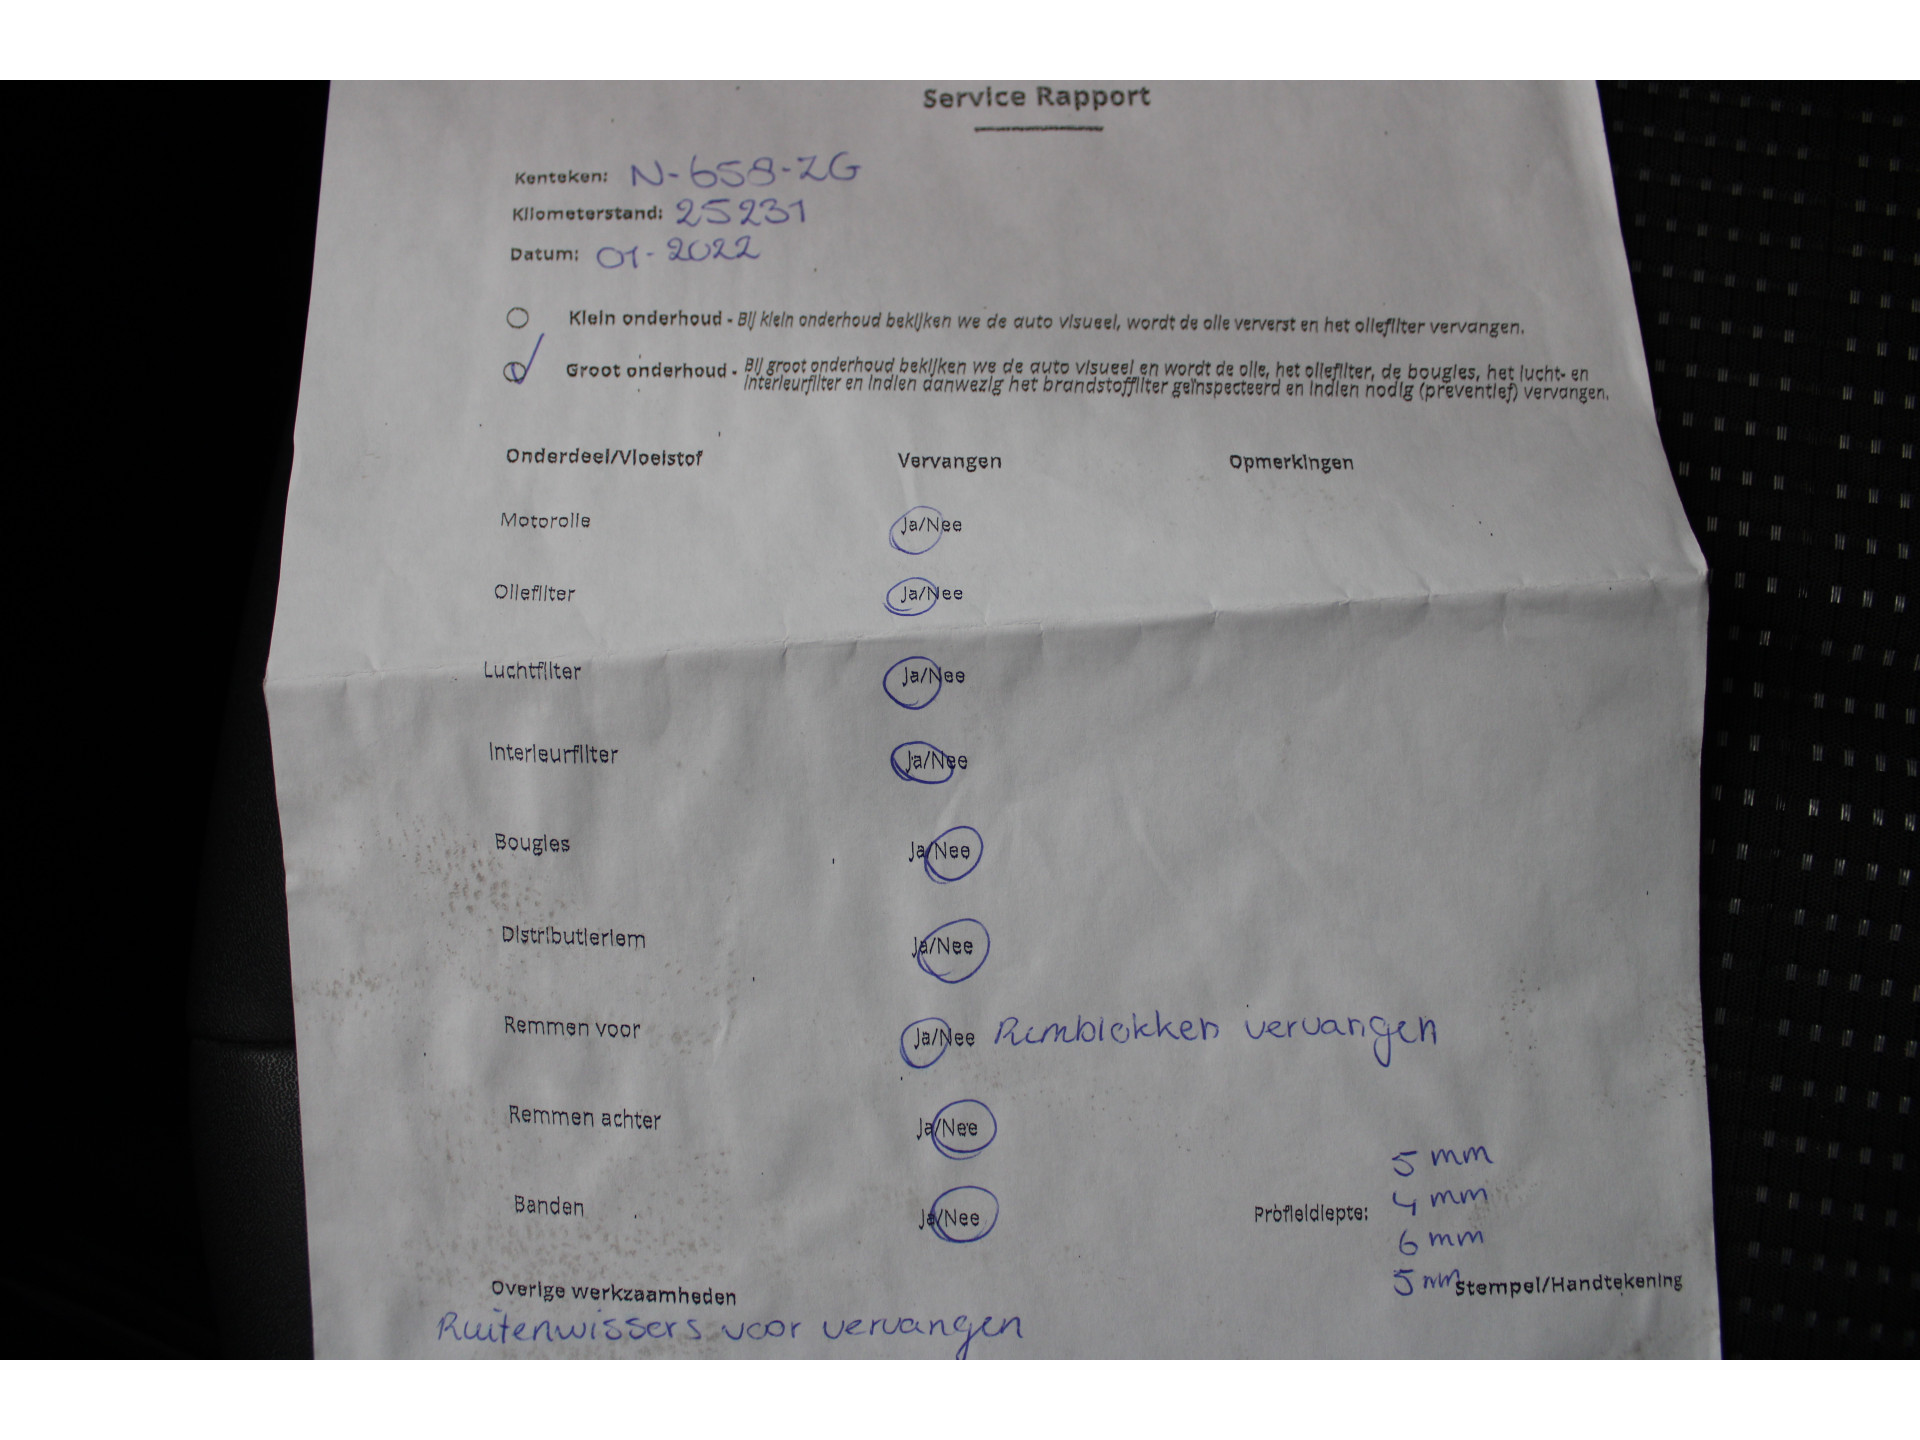 Service Rapport
Kenteken: N-658-ZG
Kilometerstand: 25231
Datum: 01-2022
Klein onderhoud - Bij klein onderhoud bekijken we de auto visueel, wordt de olie ververst en het oliefilter vervangen.
Groot onderhoud - Bij groot onderhoud bekijken we de auto visueel en wordt de olie, het oliefilter, de bougies, het lucht- en
interieurfilter en indien aanwezig het brandstoffilter geïnspecteerd en indien nodig (preventief) vervangen.
Onderdeel/Vloeistof Vervangen Opmerkingen
Motorolie Ja/Nee
Oliefilter Ja/Nee
Luchtfilter Ja/Nee
Interieurfilter Ja/Nee
Bougies Ja/Nee
Distributieriem Ja/Nee
Remmen voor Ja/Nee Remblokken vervangen
Remmen achter Ja/Nee
5 mm
4 mm
Banden Ja/Nee Profieldiepte:
6 mm
5 mm Stempel/Handtekening
Overige werkzaamheden
Ruitenwissers voor vervangen